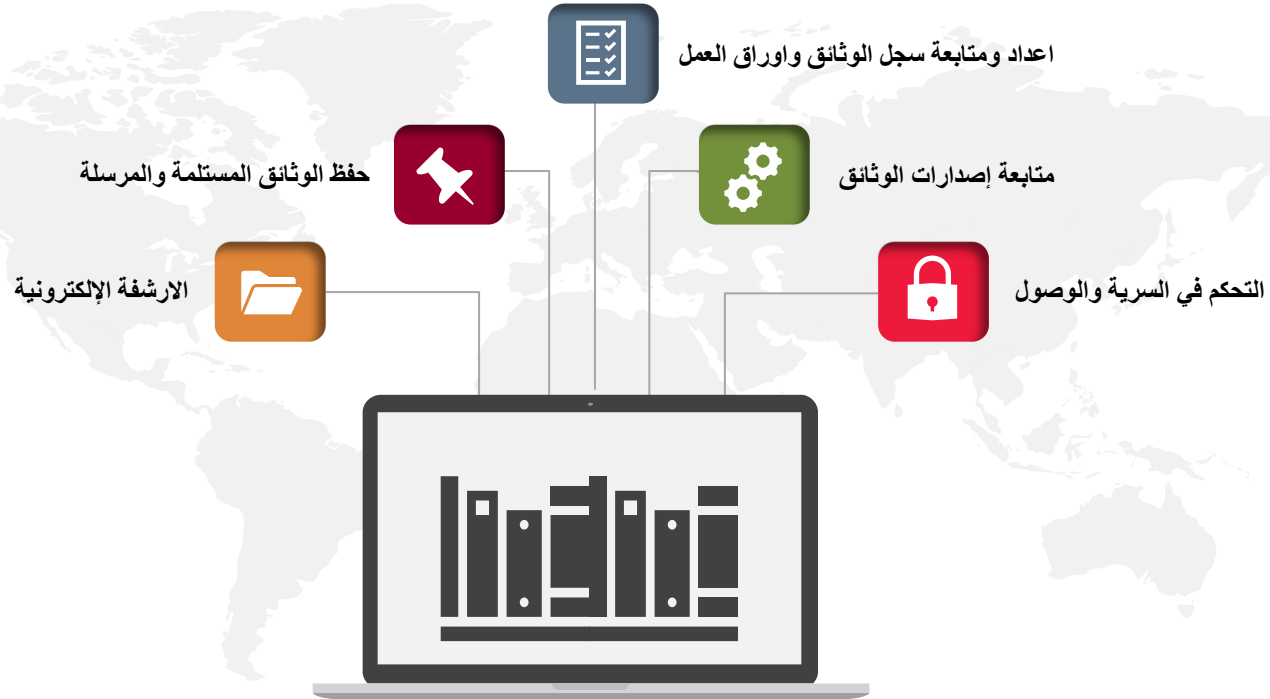 اعداد ومتابعة سجل الوثائق واوراق العمل
متابعة إصدارات الوثائق
حفظ الوثائق المستلمة والمرسلة
التحكم في السرية والوصول
الارشفة الإلكترونية